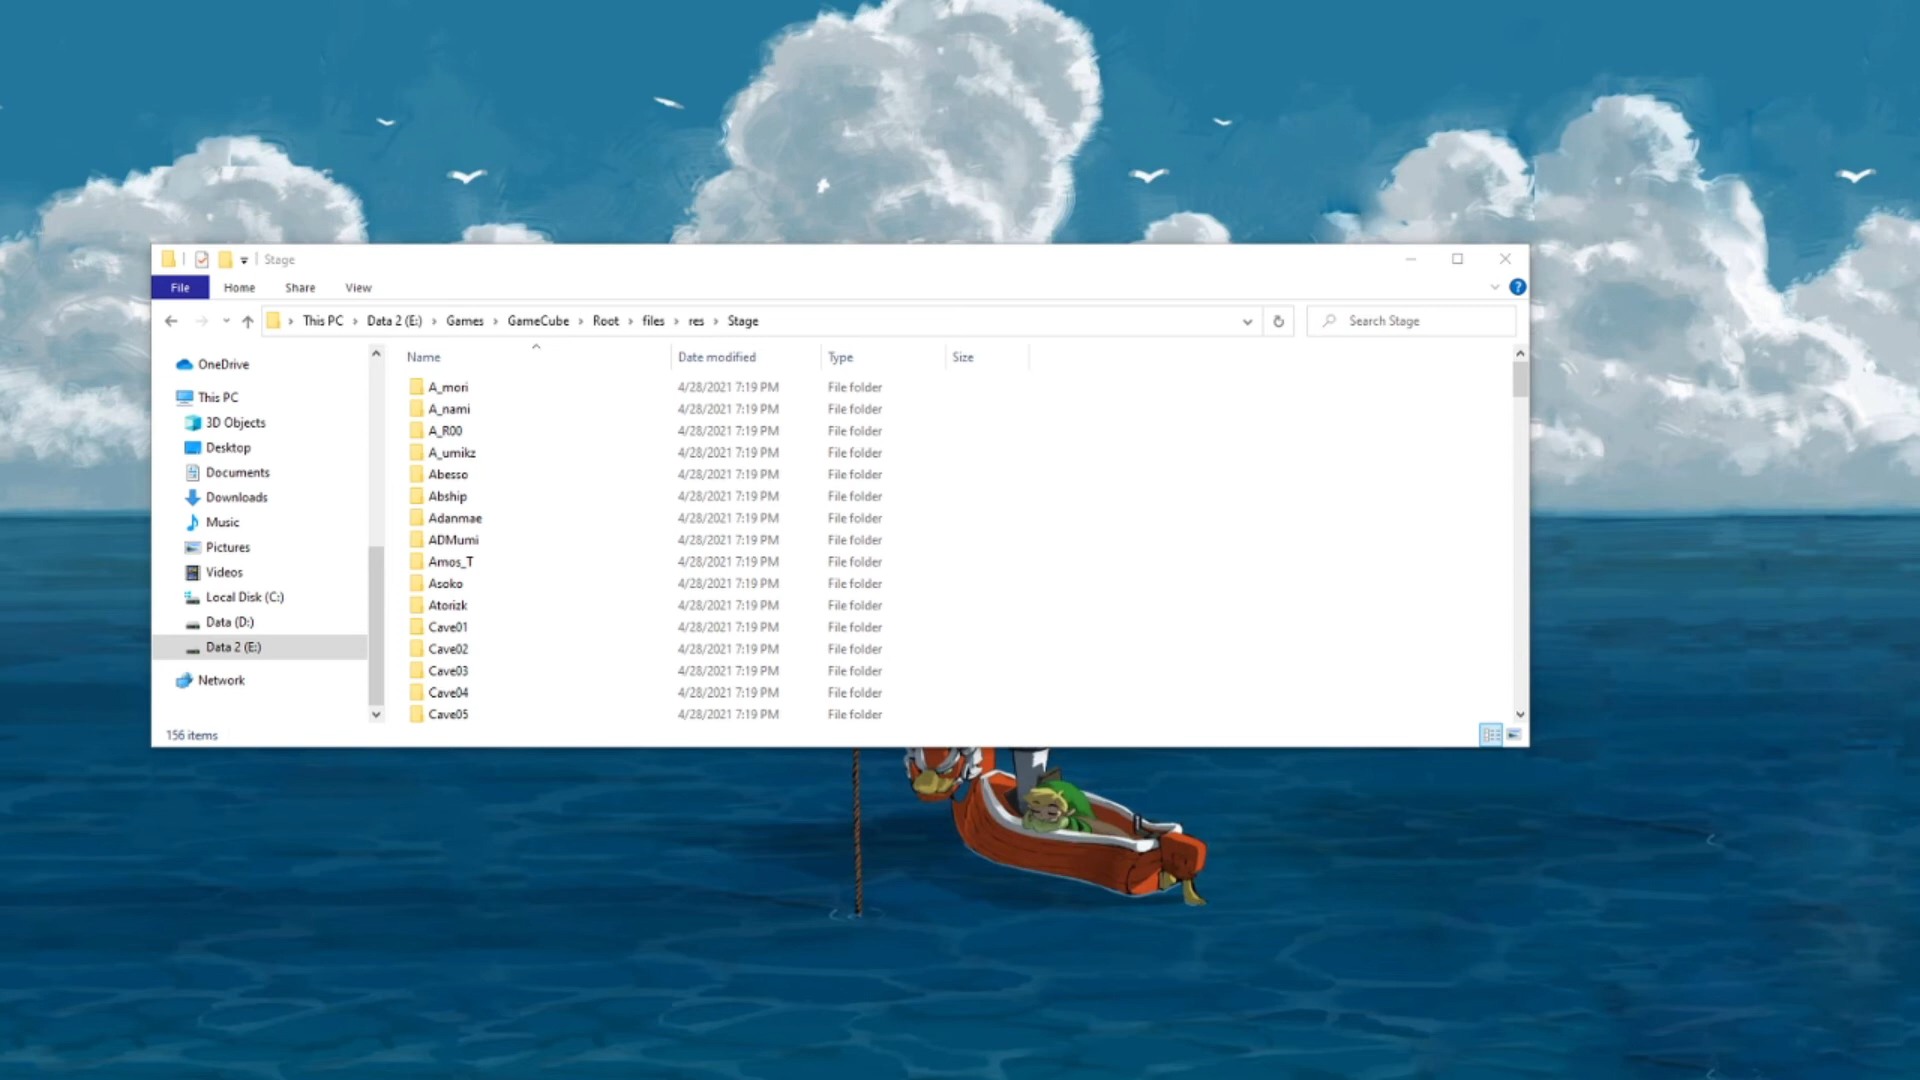 Stage
File Home Share View
This PC Data 2 (E:) Games GameCube Root files res Stage
Search Stage
OneDrive
This PC
3D Objects
Desktop
Documents
Downloads
Music
Pictures
Videos
Local Disk (C:)
Data (D:)
Data 2 (E:)
Network
Name Date modified Type Size
A_mori 4/28/2021 7:19 PM File folder
A_nami 4/28/2021 7:19 PM File folder
A_R00 4/28/2021 7:19 PM File folder
A_umikz 4/28/2021 7:19 PM File folder
Abesso 4/28/2021 7:19 PM File folder
Abship 4/28/2021 7:19 PM File folder
Adanmae 4/28/2021 7:19 PM File folder
ADMumi 4/28/2021 7:19 PM File folder
Amos_T 4/28/2021 7:19 PM File folder
Asoko 4/28/2021 7:19 PM File folder
Atorizk 4/28/2021 7:19 PM File folder
Cave01 4/28/2021 7:19 PM File folder
Cave02 4/28/2021 7:19 PM File folder
Cave03 4/28/2021 7:19 PM File folder
Cave04 4/28/2021 7:19 PM File folder
Cave05 4/28/2021 7:19 PM File folder
156 items